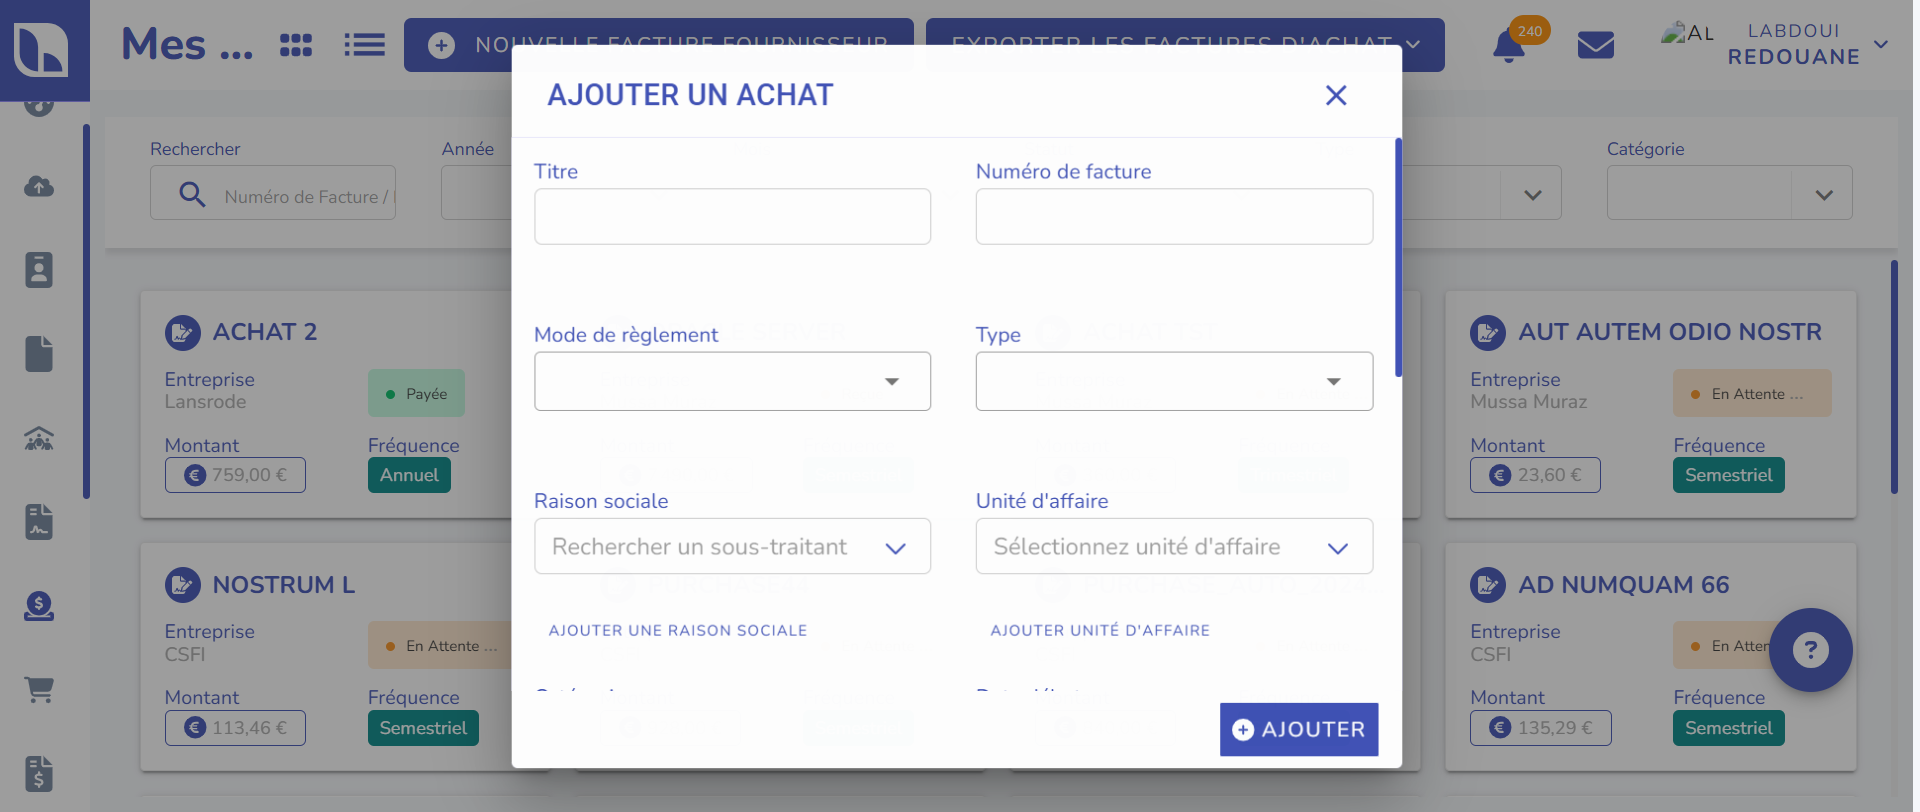 Mes ...
NOUVELLE FACTURE FOURNISSEUR
EXPORTER LES FACTURES D'ACHAT
240
AL
LABDOUI
REDOUANE
Rechercher
Numéro de Facture /
Année
Catégorie
AJOUTER UN ACHAT
Titre
Numéro de facture
Mode de règlement
Type
Raison sociale
Rechercher un sous-traitant
Unité d'affaire
Sélectionnez unité d'affaire
AJOUTER UNE RAISON SOCIALE
AJOUTER UNITÉ D'AFFAIRE
AJOUTER
ACHAT 2
Entreprise
Lansrode
Payée
Montant
€ 759,00 €
Fréquence
Annuel
AUT AUTEM ODIO NOSTR
Entreprise
Mussa Muraz
En Attente ...
Montant
€ 23,60 €
Fréquence
Semestriel
NOSTRUM L
Entreprise
CSFI
En Attente ...
Montant
€ 113,46 €
Fréquence
Semestriel
AD NUMQUAM 66
Entreprise
CSFI
En Atten
Montant
€ 135,29 €
Fréquence
Semestriel
?